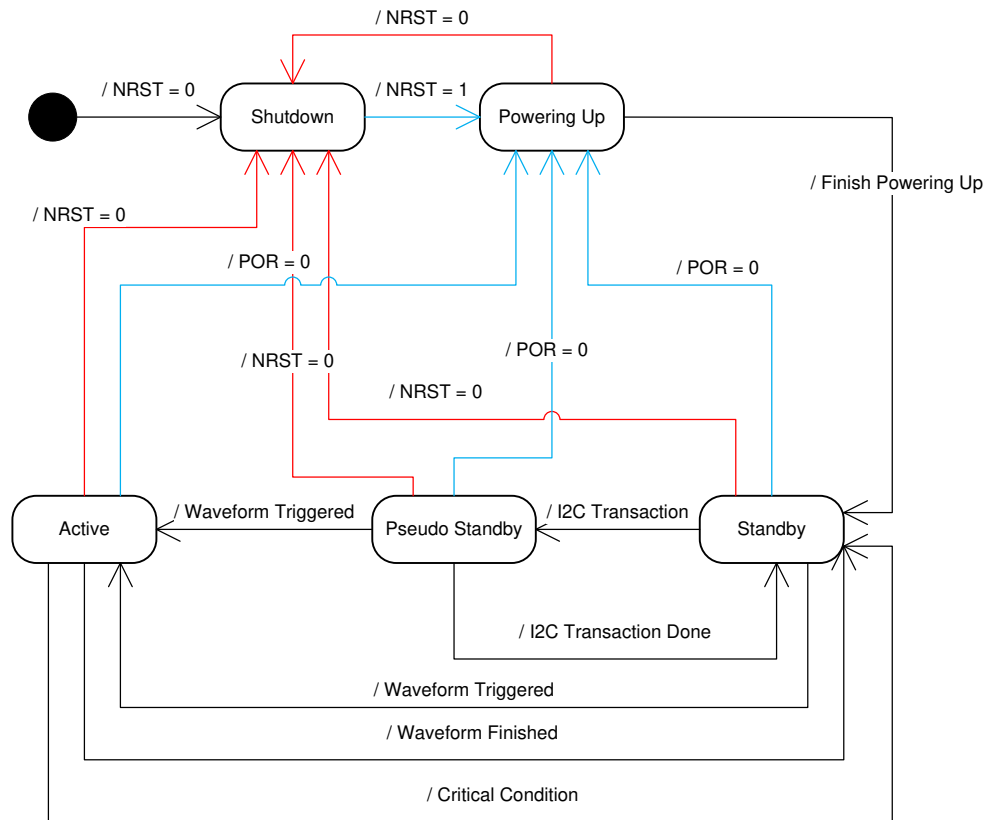 / NRST = 0
/ NRST = 0
/ NRST = 1
Shutdown
Powering Up
/ Finish Powering Up
/ NRST = 0
/ POR = 0
/ POR = 0
/ POR = 0
/ NRST = 0
/ NRST = 0
/ Waveform Triggered
/ I2C Transaction
Active
Pseudo Standby
Standby
/ I2C Transaction Done
/ Waveform Triggered
/ Waveform Finished
/ Critical Condition